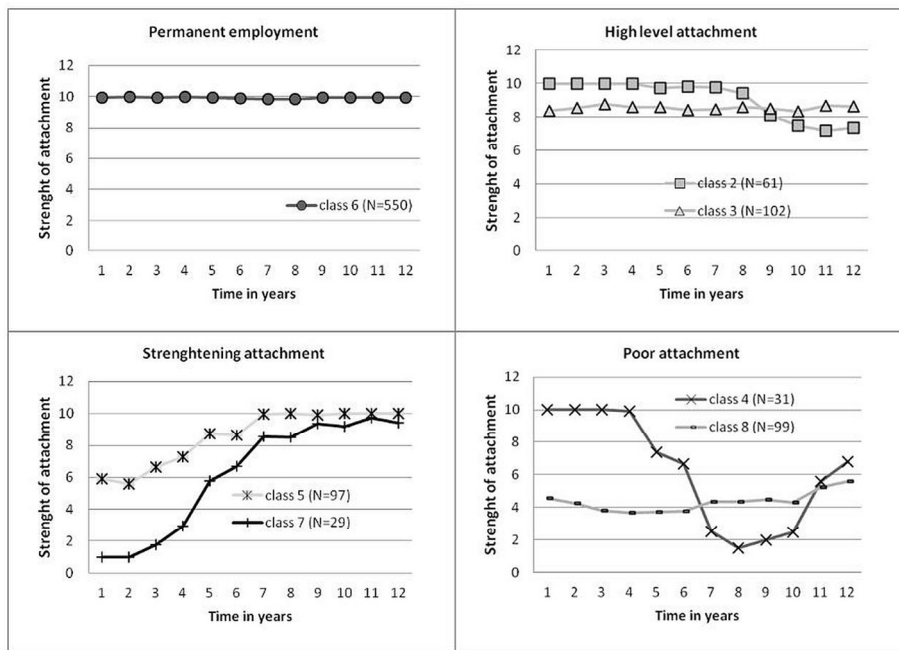 Permanent employment
12
10
8
6
4
2
0
Strenght of attachment
class 6 (N=550)
1 2 3 4 5 6 7 8 9 10 11 12
Time in years
High level attachment
12
10
8
6
4
2
0
Strenght of attachment
class 2 (N=61)
class 3 (N=102)
1 2 3 4 5 6 7 8 9 10 11 12
Time in years
Strenghtening attachment
12
10
8
6
4
2
0
Strenght of attachment
class 5 (N=97)
class 7 (N=29)
1 2 3 4 5 6 7 8 9 10 11 12
Time in years
Poor attachment
12
10
8
6
4
2
0
Strenght of attachment
class 4 (N=31)
class 8 (N=99)
1 2 3 4 5 6 7 8 9 10 11 12
Time in years